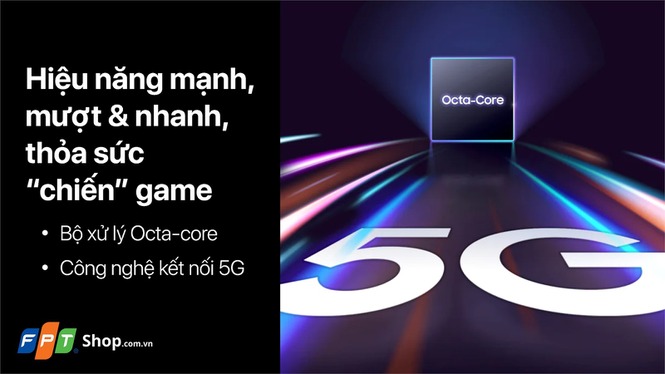 Hiệu năng mạnh,
mượt & nhanh,
thỏa sức
“chiến” game
• Bộ xử lý Octa-core
• Công nghệ kết nối 5G
FPT Shop.com.vn
Octa-Core
5G